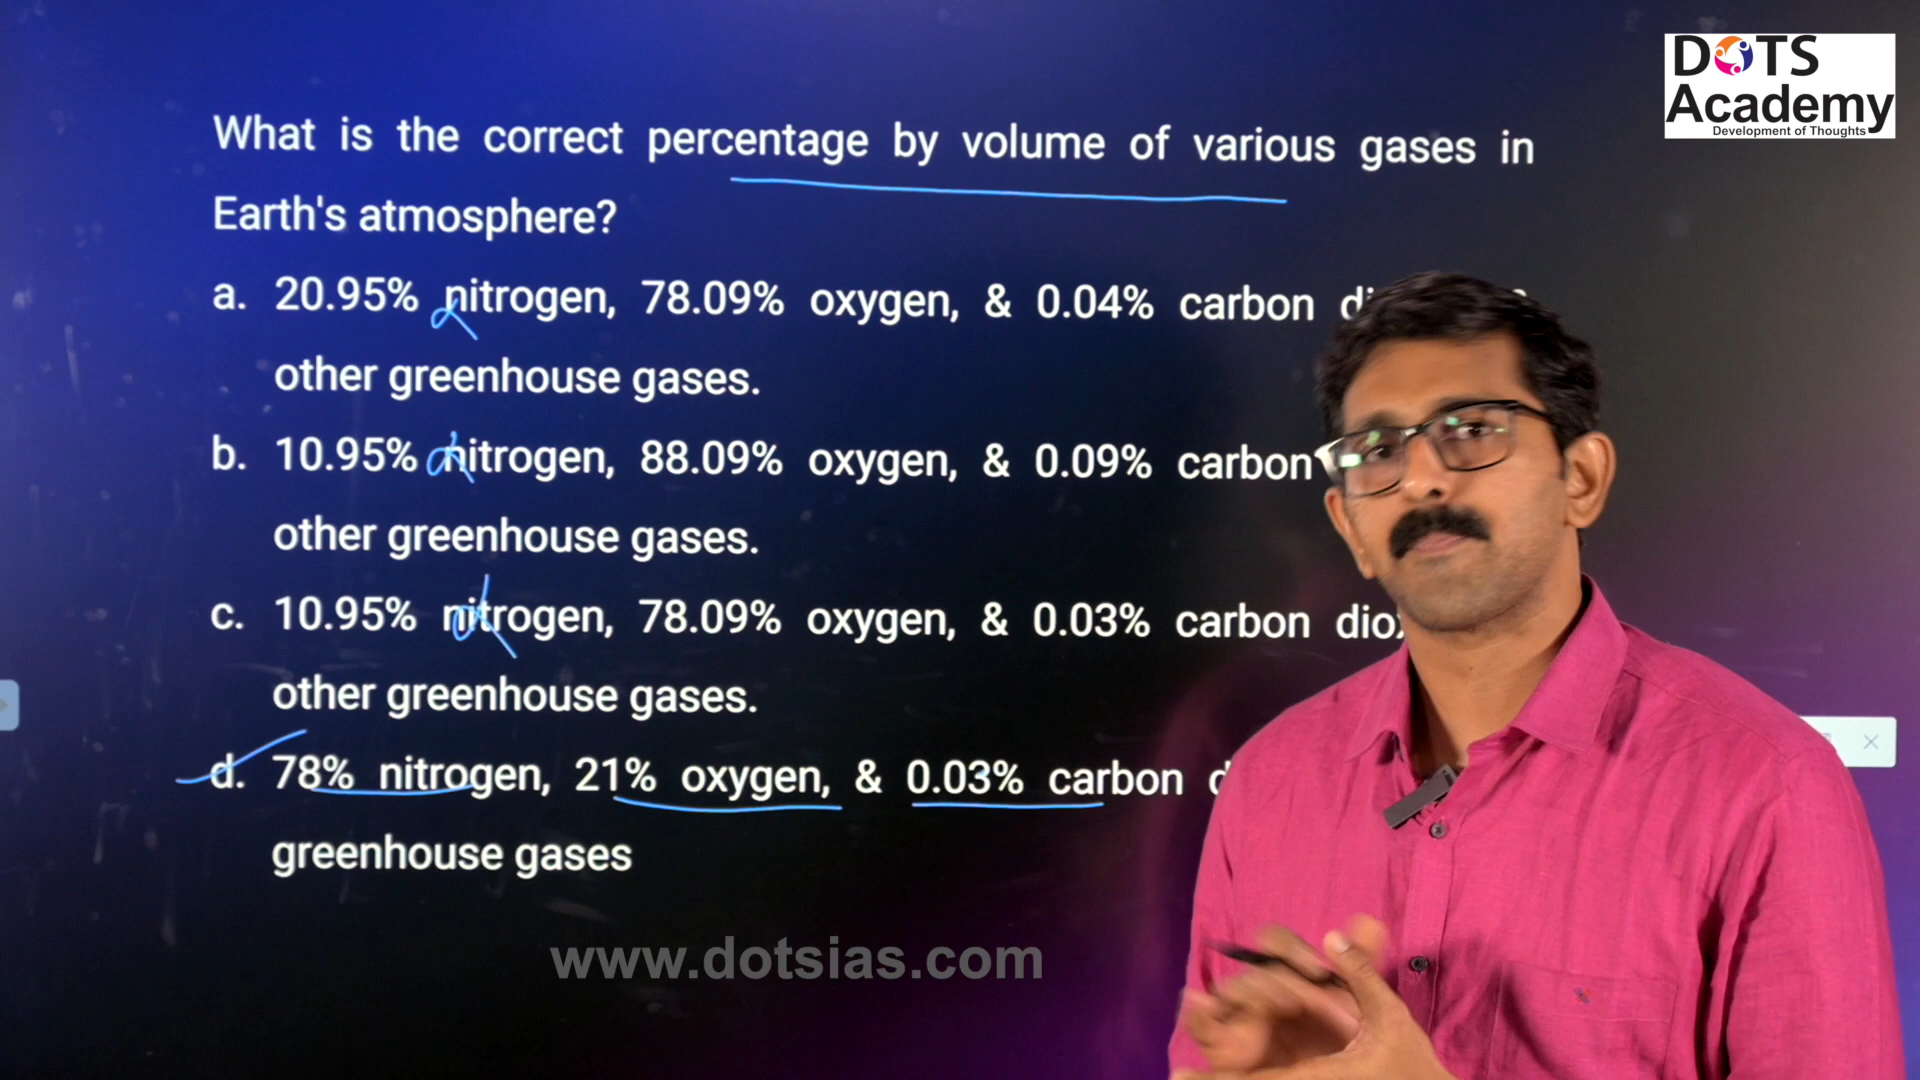 DOTS
Academy
Development of Thoughts
What is the correct percentage by volume of various gases in
Earth's atmosphere?
a. 20.95% nitrogen, 78.09% oxygen, & 0.04% carbon
other greenhouse gases.
b. 10.95% nitrogen, 88.09% oxygen, & 0.09% carbon
other greenhouse gases.
c. 10.95% nitrogen, 78.09% oxygen, & 0.03% carbon
other greenhouse gases.
d. 78% nitrogen, 21% oxygen, & 0.03% carbon
greenhouse gases
www.dotsias.com